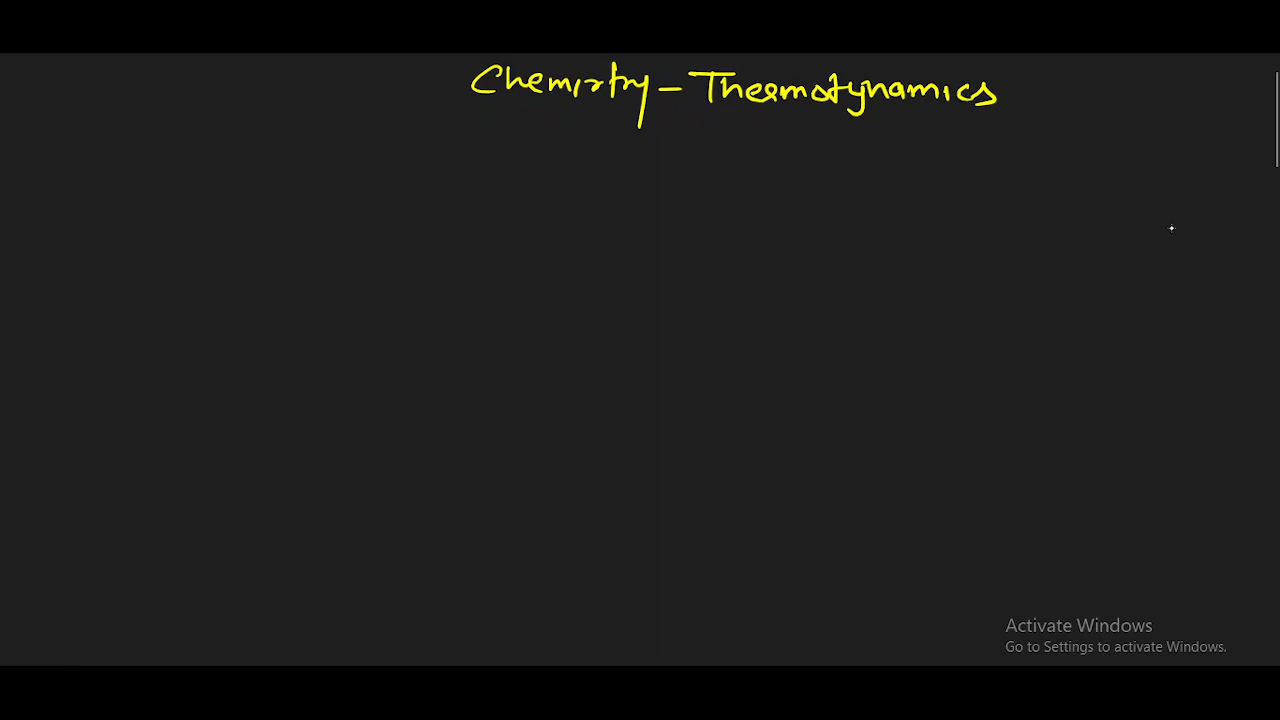 Chemistry - Thermodynamics
Activate Windows
Go to Settings to activate Windows.